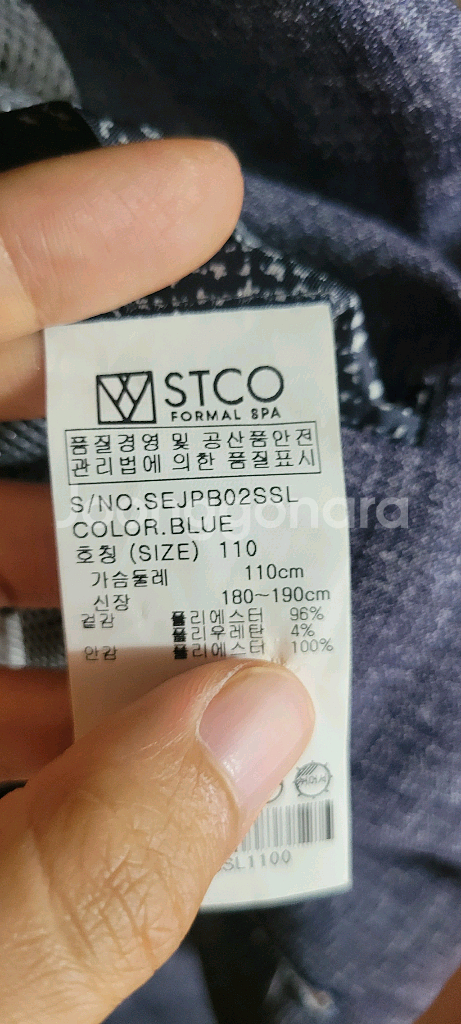 STCO
FORMAL SPA
품질경영 및 공산품안전
관리법에 의한 품질표시
S/NO.SEJPB02SSL
COLOR.BLUE
호칭 (SIZE) 110
가슴둘레 110cm
신장 180~190cm
겉감 폴리에스터 96%
폴리우레탄 4%
안감 폴리에스터 100%
SL1100